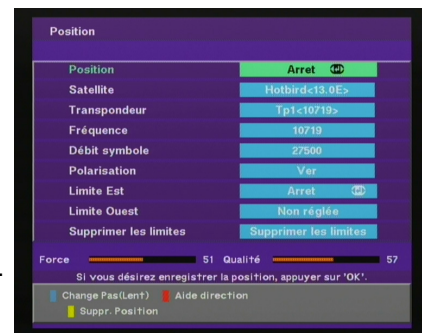 Position
Position Arret
Satellite Hotbird<13.0E>
Transpondeur Tp1<10719>
Fréquence 10719
Débit symbole 27500
Polarisation Ver
Limite Est Arret
Limite Ouest Non réglée
Supprimer les limites Supprimer les limites
Force 51 Qualité 57
Si vous désirez enregistrer la position, appuyer sur 'OK'.
Change Pas(Lent) Aide direction
Suppr. Position